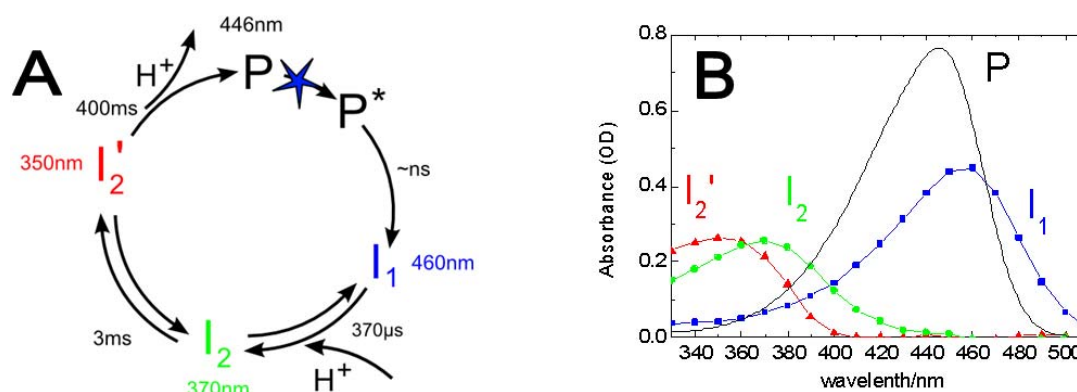 A
446nm
H⁺
P
P*
400ms
350nm
I₂'
~ns
I₁
460nm
3ms
I₂
370nm
370µs
H⁺
B
P
I₂'
I₂
I₁
Absorbance (OD)
0.8
0.6
0.4
0.2
0.0
340 360 380 400 420 440 460 480 500
wavelenth/nm